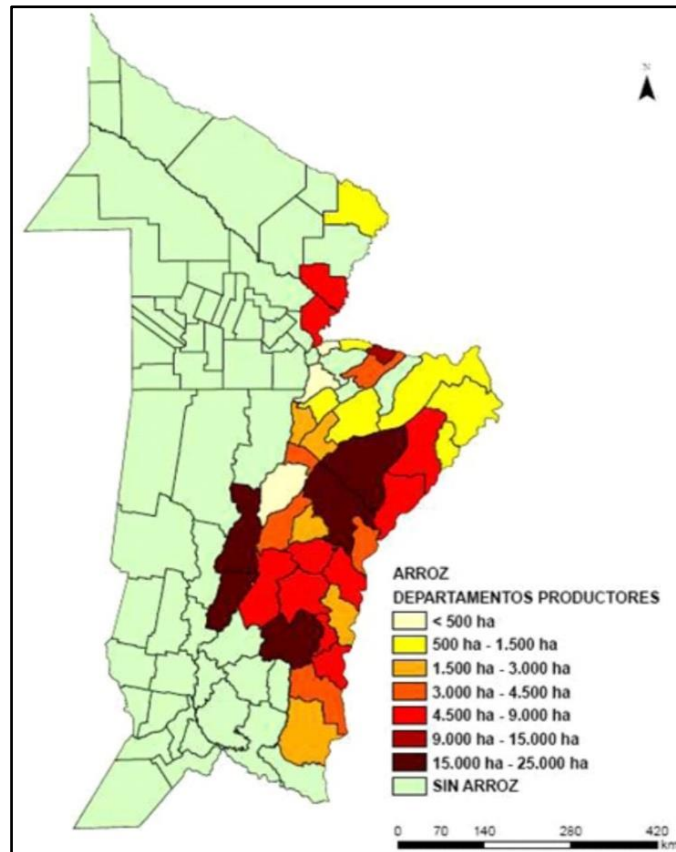 N
ARROZ
DEPARTAMENTOS PRODUCTORES
< 500 ha
500 ha - 1.500 ha
1.500 ha - 3.000 ha
3.000 ha - 4.500 ha
4.500 ha - 9.000 ha
9.000 ha - 15.000 ha
15.000 ha - 25.000 ha
SIN ARROZ
0 70 140 280 420
km